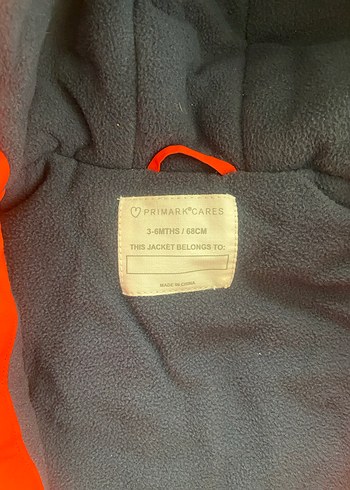 PRIMARK®CARES
3-6MTHS / 68CM
THIS JACKET BELONGS TO:
MADE IN CHINA